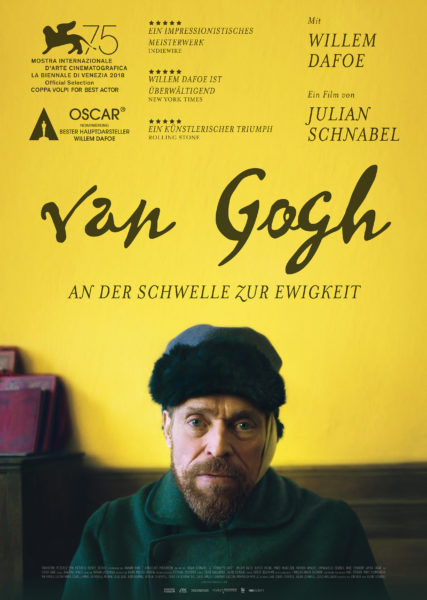 75
MOSTRA INTERNAZIONALE
D'ARTE CINEMATOGRAFICA
LA BIENNALE DI VENEZIA 2018
Official Selection
COPPA VOLPI FOR BEST ACTOR
OSCAR®
NOMINIERUNG
BESTER HAUPTDARSTELLER
WILLEM DAFOE
EIN IMPRESSIONISTISCHES
MEISTERWERK
INDIEWIRE
WILLEM DAFOE IST
ÜBERWÄLTIGEND
NEW YORK TIMES
EIN KÜNSTLERISCHER TRIUMPH
ROLLING STONE
Mit
WILLEM
DAFOE
Ein Film von
JULIAN
SCHNABEL
van Gogh
AN DER SCHWELLE ZUR EWIGKEIT